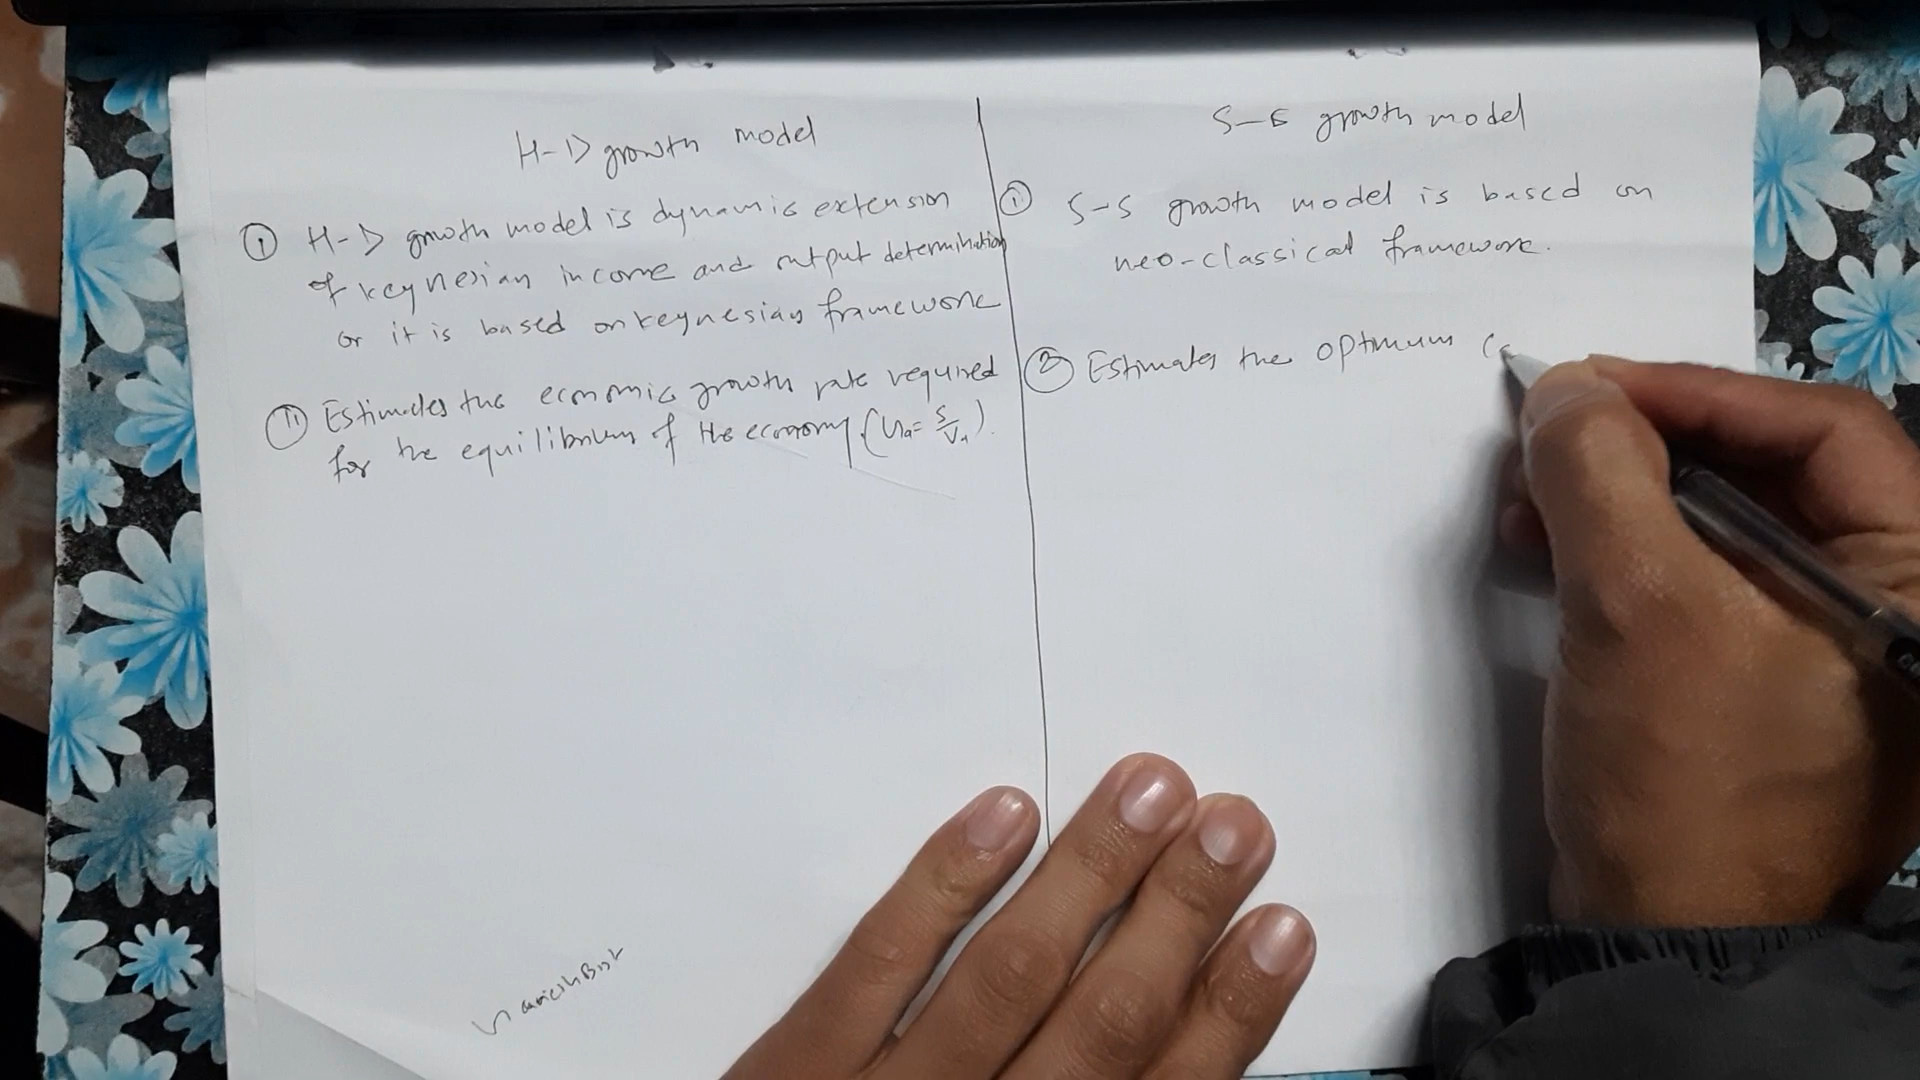 H-D growth model
① H-D growth model is dynamic extension
of keynesian income and output determination
or it is based on keynesian framework
ⓘⓘ Estimates the economic growth rate required
for the equilibrium of the economy. (Ga = s/Va).
S-S growth model
① S-S growth model is based on
neo-classical framework.
② Estimates the optimum